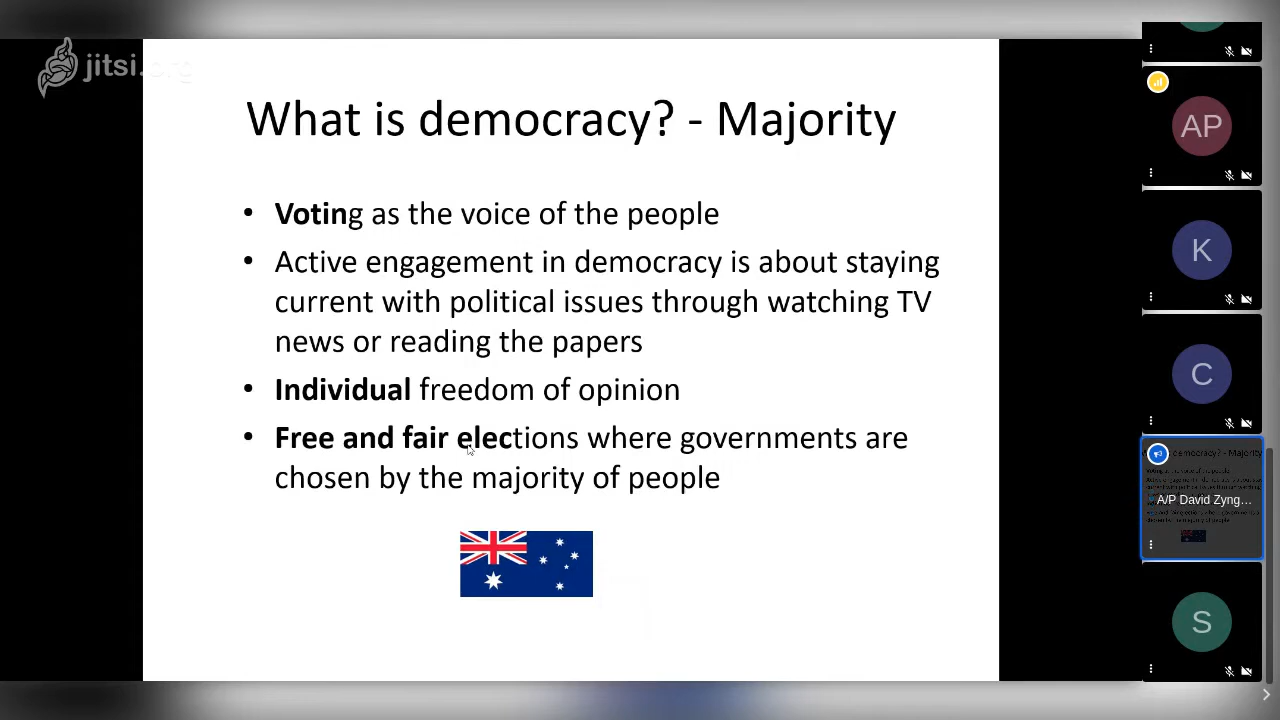 jitsi.org
What is democracy? - Majority
• Voting as the voice of the people
• Active engagement in democracy is about staying
current with political issues through watching TV
news or reading the papers
• Individual freedom of opinion
• Free and fair elections where governments are
chosen by the majority of people
AP
K
C
A/P David Zyng...
S